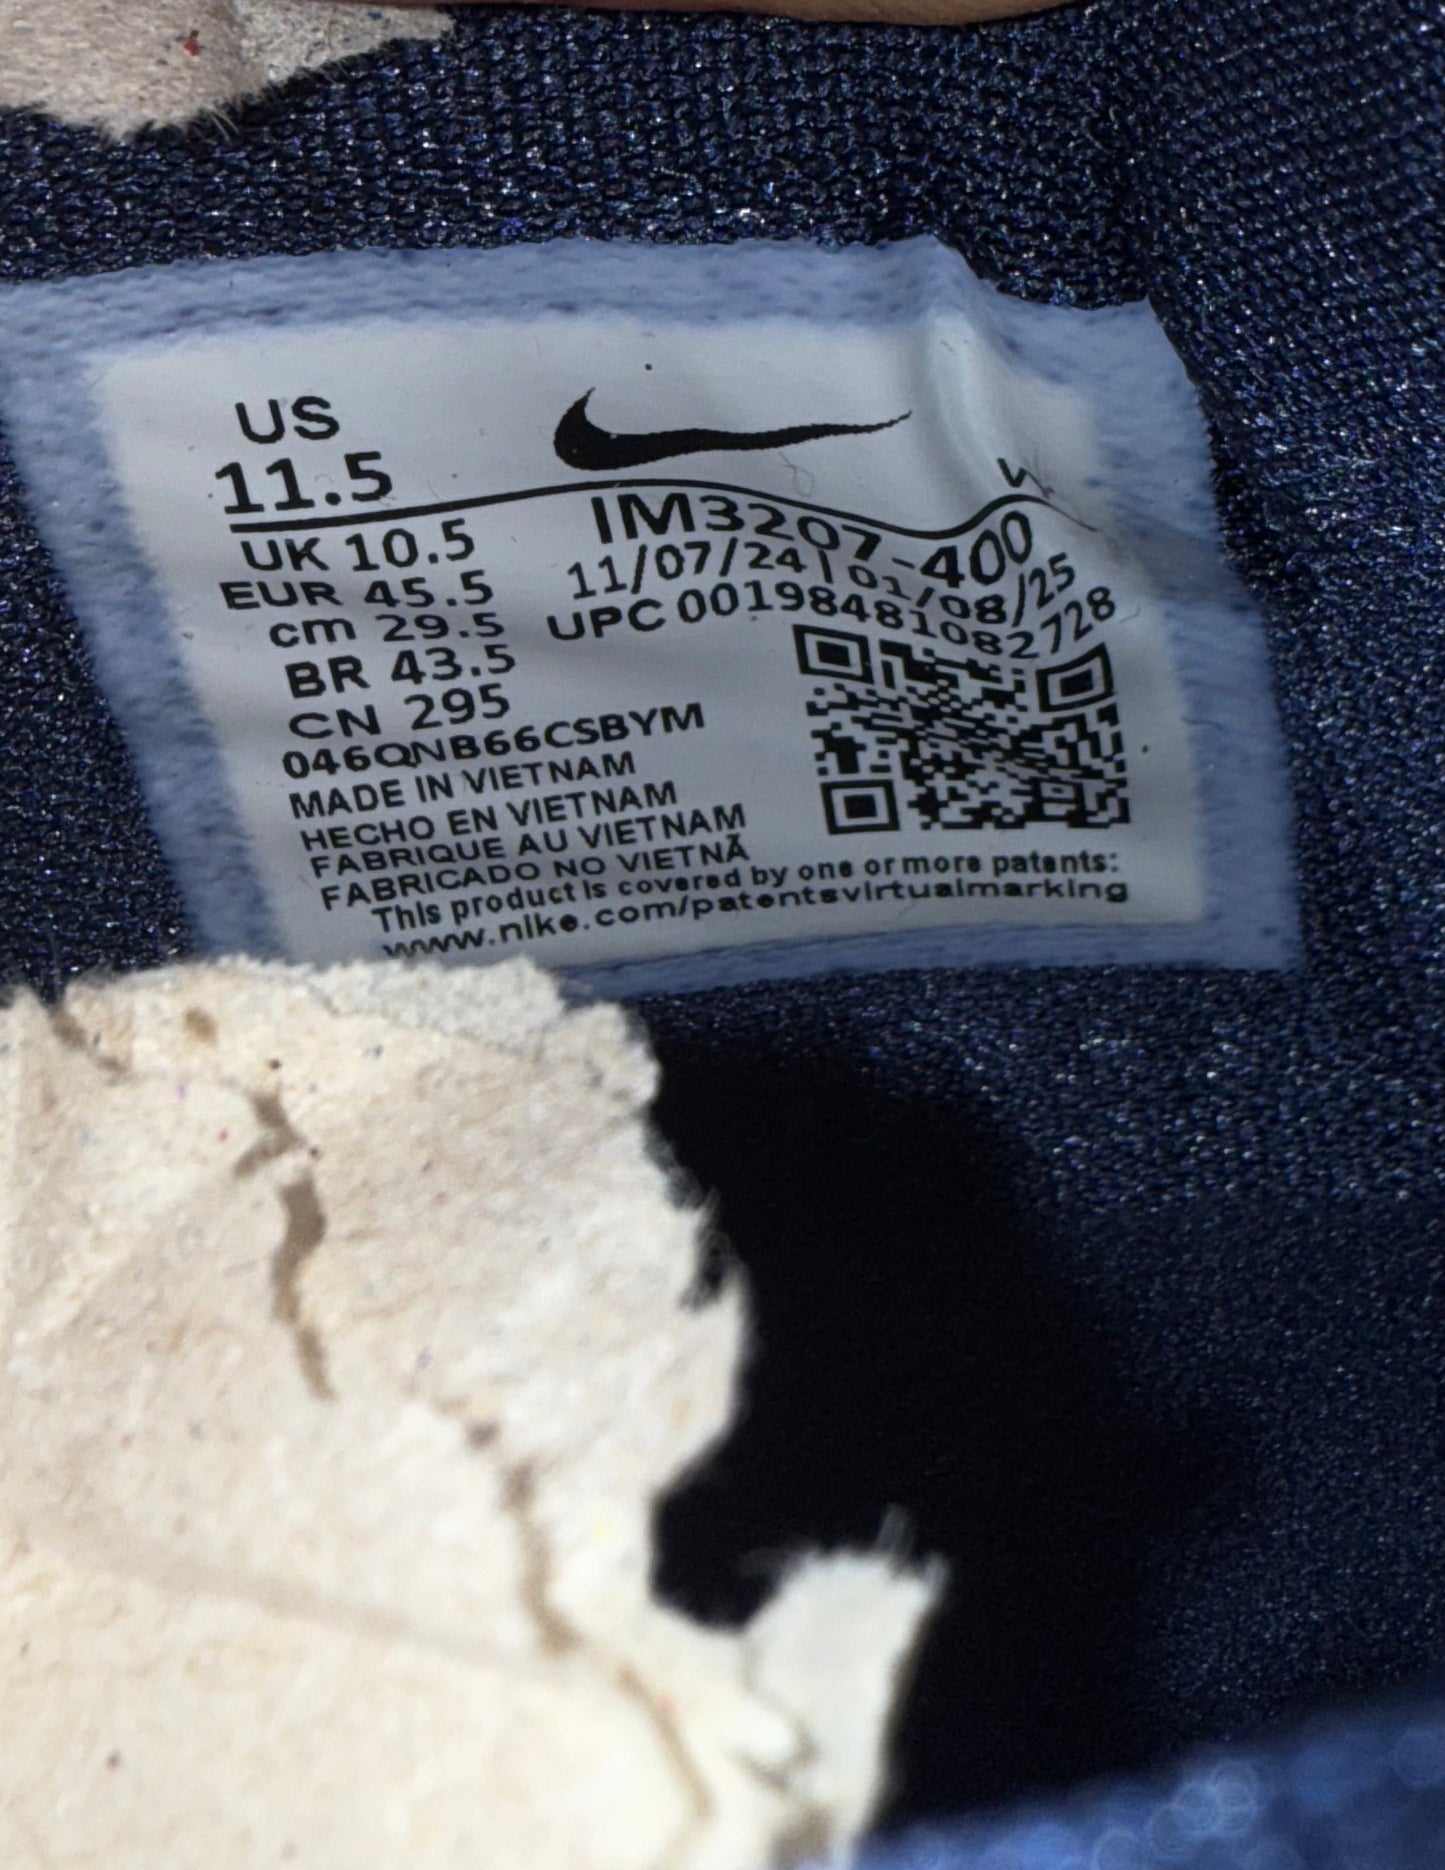 US
11.5
W
UK 10.5
EUR 45.5
cm 29.5
BR 43.5
CN 295
IM3207-400
11/07/24 | 01/08/25
UPC 00198481082728
046QNB66CSBYM
MADE IN VIETNAM
HECHO EN VIETNAM
FABRIQUE AU VIETNAM
FABRICADO NO VIETNÃ
This product is covered by one or more patents:
www.nike.com/patentsvirtualmarking